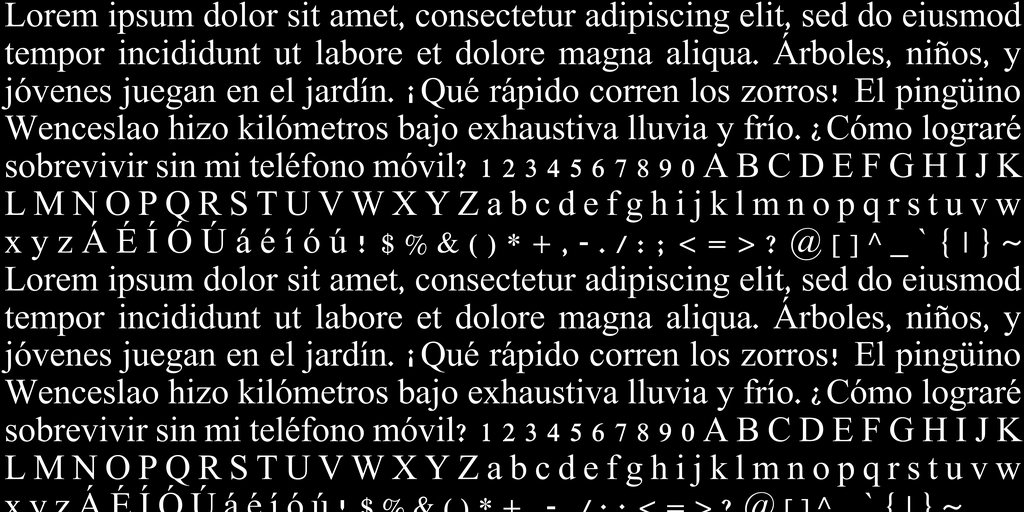 Lorem ipsum dolor sit amet, consectetur adipiscing elit, sed do eiusmod
tempor incididunt ut labore et dolore magna aliqua. Árboles, niños, y
jóvenes juegan en el jardín. ¡Qué rápido corren los zorros! El pingüino
Wenceslao hizo kilómetros bajo exhaustiva lluvia y frío. ¿Cómo lograré
sobrevivir sin mi teléfono móvil? 1 2 3 4 5 6 7 8 9 0 A B C D E F G H I J K
L M N O P Q R S T U V W X Y Z a b c d e f g h i j k l m n o p q r s t u v w
x y z Á É Í Ó Ú á é í ó ú ! $ % & ( ) * + , - . / : ; < = > ? @ [ ] ^ _ ` { | } ~
Lorem ipsum dolor sit amet, consectetur adipiscing elit, sed do eiusmod
tempor incididunt ut labore et dolore magna aliqua. Árboles, niños, y
jóvenes juegan en el jardín. ¡Qué rápido corren los zorros! El pingüino
Wenceslao hizo kilómetros bajo exhaustiva lluvia y frío. ¿Cómo lograré
sobrevivir sin mi teléfono móvil? 1 2 3 4 5 6 7 8 9 0 A B C D E F G H I J K
L M N O P Q R S T U V W X Y Z a b c d e f g h i j k l m n o p q r s t u v w
x y z Á É Í Ó Ú á é í ó ú ! $ % & ( ) * + - / : ; < = > ? @ [ ] ^ ` { | } ~